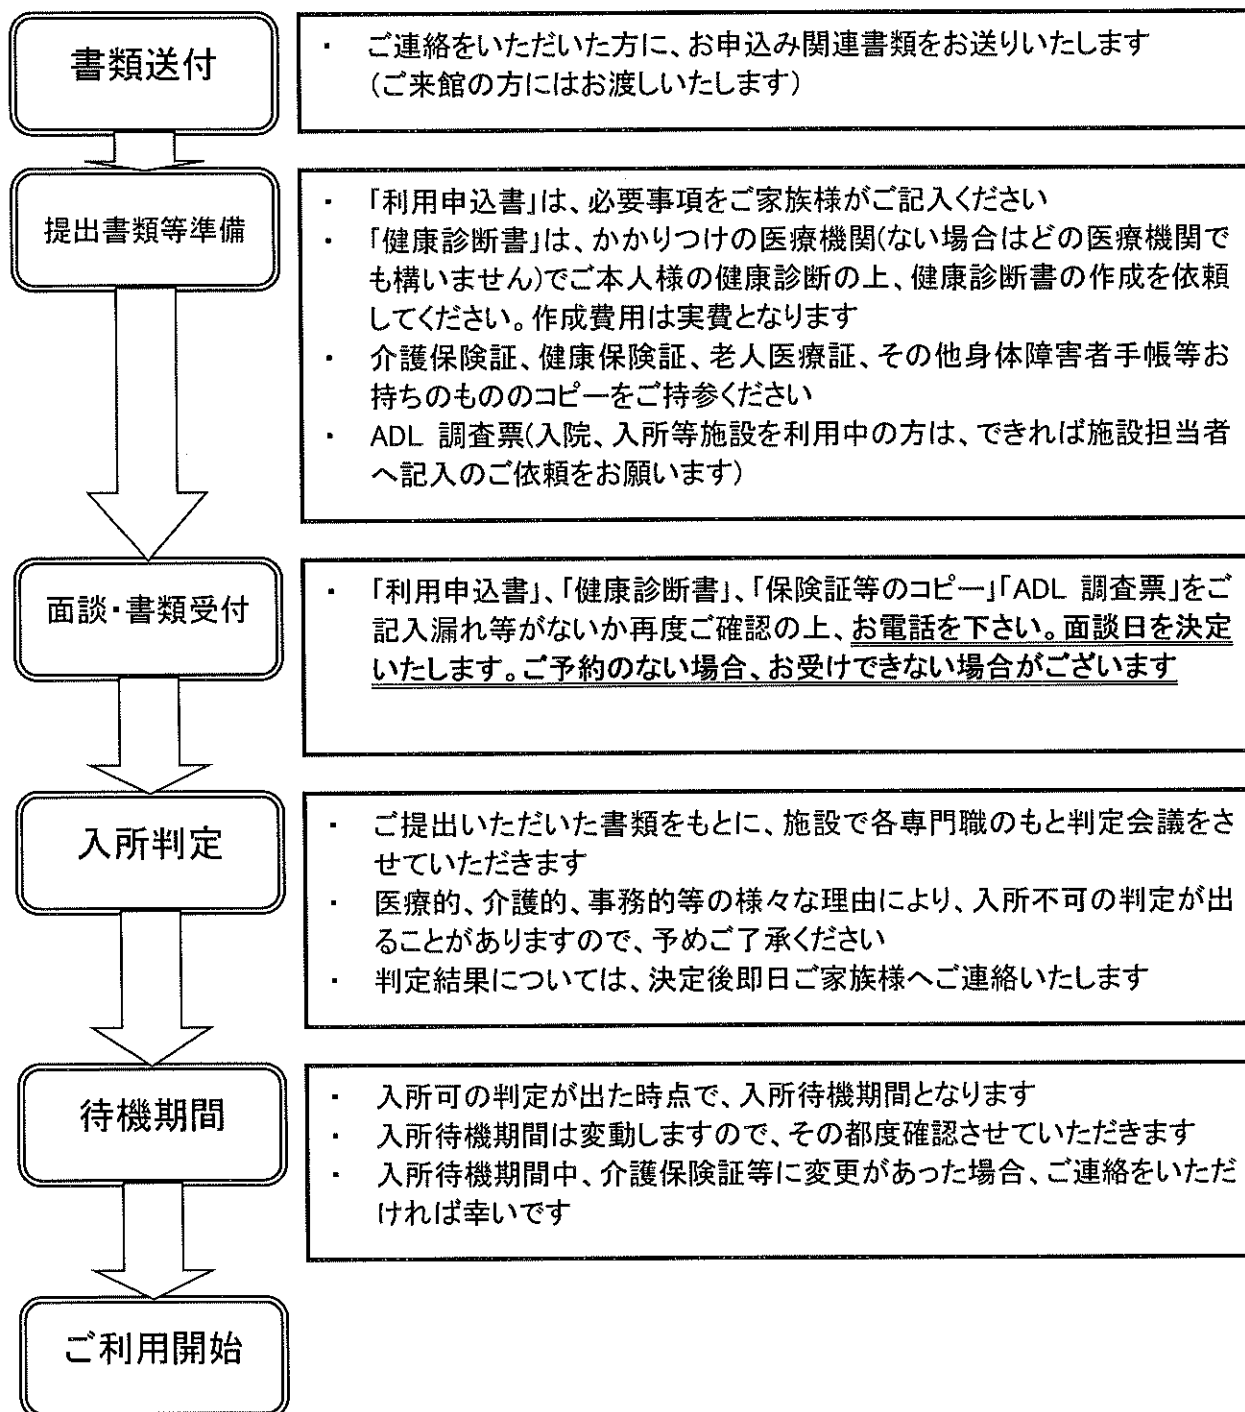 書類送付
・ ご連絡をいただいた方に、お申込み関連書類をお送りいたします
(ご来館の方にはお渡しいたします)
提出書類等準備
・ 「利用申込書」は、必要事項をご家族様がご記入ください
・ 「健康診断書」は、かかりつけの医療機関(ない場合はどの医療機関で
も構いません)でご本人様の健康診断の上、健康診断書の作成を依頼
してください。作成費用は実費となります
・ 介護保険証、健康保険証、老人医療証、その他身体障害者手帳等お
持ちのもののコピーをご持参ください
・ ADL 調査票(入院、入所等施設を利用中の方は、できれば施設担当者
へ記入のご依頼をお願います)
面談・書類受付
・ 「利用申込書」、「健康診断書」、「保険証等のコピー」「ADL 調査票」をご
記入漏れ等がないか再度ご確認の上、お電話を下さい。面談日を決定
いたします。ご予約のない場合、お受けできない場合がございます
入所判定
・ ご提出いただいた書類をもとに、施設で各専門職のもと判定会議をさ
せていただきます
・ 医療的、介護的、事務的等の様々な理由により、入所不可の判定が出
ることがありますので、予めご了承ください
・ 判定結果については、決定後即日ご家族様へご連絡いたします
待機期間
・ 入所可の判定が出た時点で、入所待機期間となります
・ 入所待機期間は変動しますので、その都度確認させていただきます
・ 入所待機期間中、介護保険証等に変更があった場合、ご連絡をいただ
ければ幸いです
ご利用開始